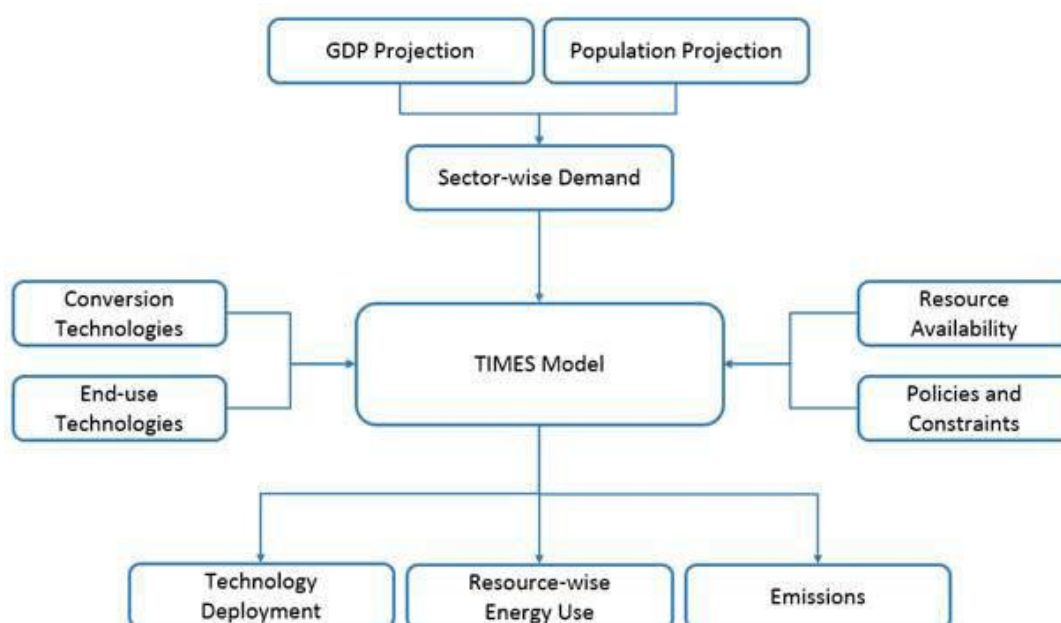 GDP Projection
Population Projection
Sector-wise Demand
Conversion
Technologies
Resource
Availability
TIMES Model
End-use
Technologies
Policies and
Constraints
Technology
Deployment
Resource-wise
Energy Use
Emissions